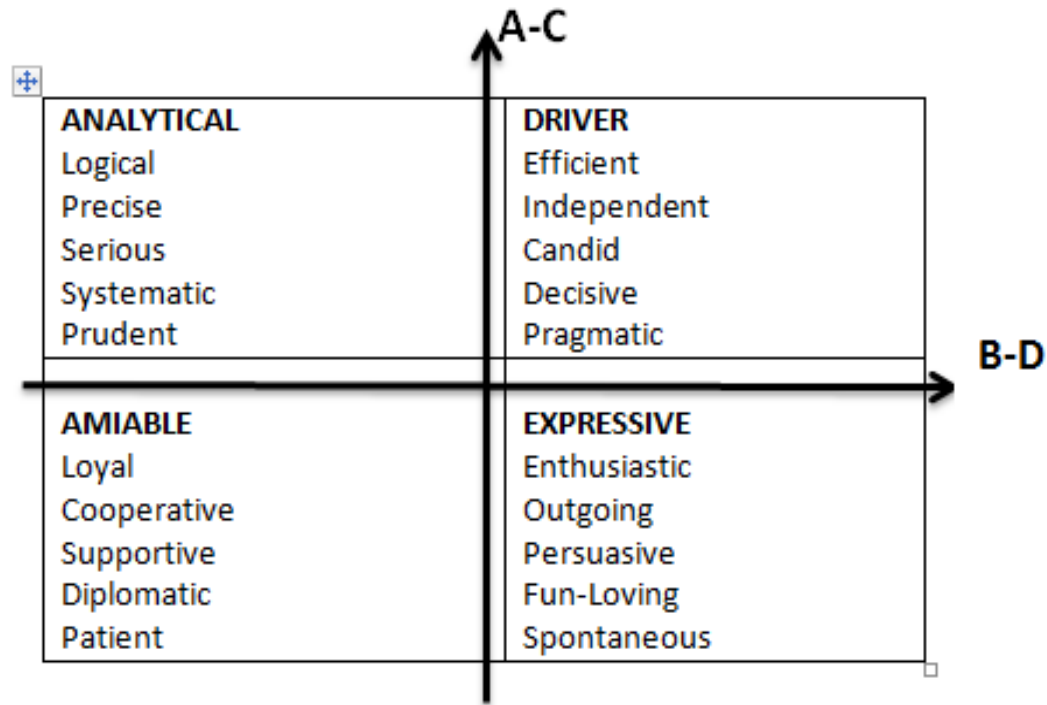 A-C
ANALYTICAL
Logical
Precise
Serious
Systematic
Prudent
DRIVER
Efficient
Independent
Candid
Decisive
Pragmatic
B-D
AMIABLE
Loyal
Cooperative
Supportive
Diplomatic
Patient
EXPRESSIVE
Enthusiastic
Outgoing
Persuasive
Fun-Loving
Spontaneous